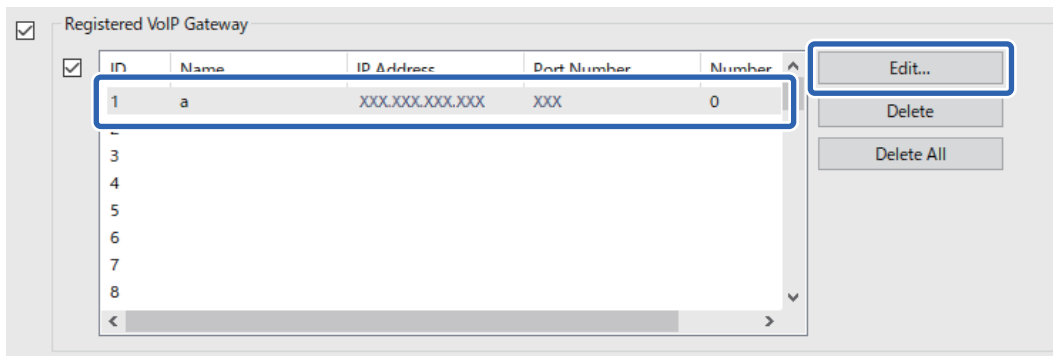 Registered VoIP Gateway
ID Name IP Address Port Number Number Edit...
1 a XXX.XXX.XXX.XXX XXX 0 Delete
2
3 Delete All
4
5
6
7
8